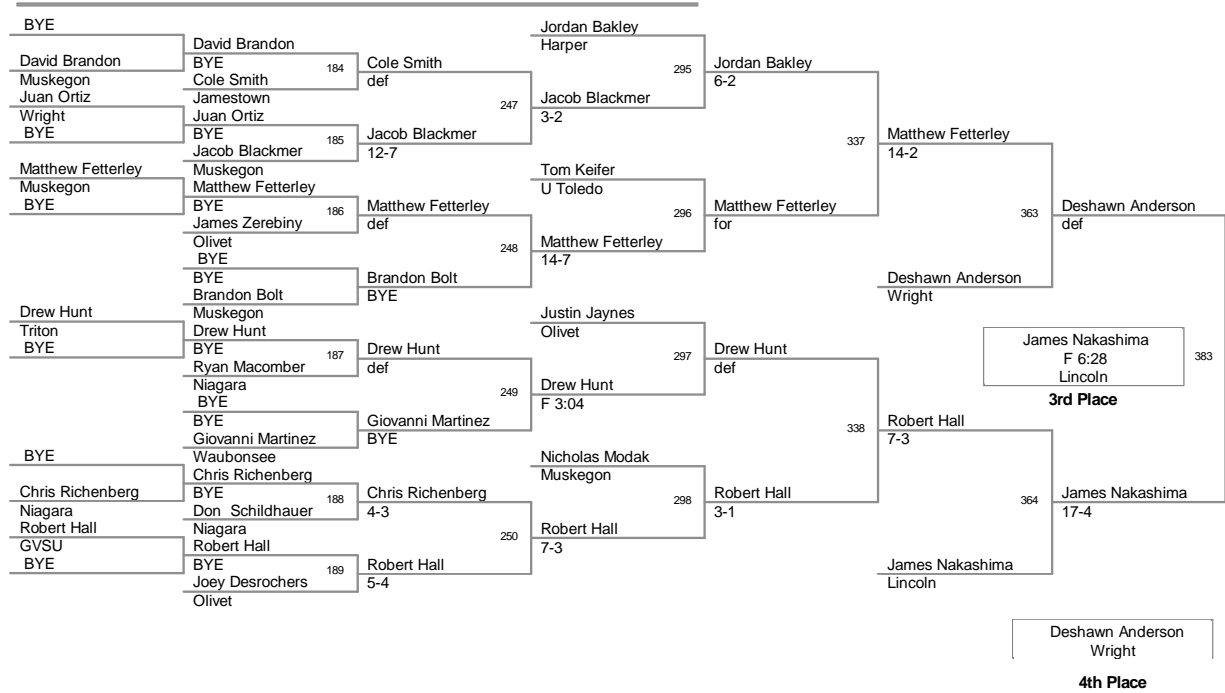 BYE
David Brandon
Muskegon
Juan Ortiz
Wright
BYE
Matthew Fetterley
Muskegon
BYE
Drew Hunt
Triton
BYE
BYE
Chris Richenberg
Niagara
Robert Hall
GVSU
BYE
David Brandon
BYE
184
Cole Smith
Jamestown
Juan Ortiz
BYE
185
Jacob Blackmer
Muskegon
Matthew Fetterley
BYE
186
James Zerebiny
Olivet
BYE
BYE
Brandon Bolt
Muskegon
Drew Hunt
BYE
187
Ryan Macomber
Niagara
BYE
BYE
Giovanni Martinez
Waubonsee
Chris Richenberg
BYE
188
Don Schildhauer
Niagara
Robert Hall
BYE
189
Joey Desrochers
Olivet
Cole Smith
def
247
Jacob Blackmer
12-7
Matthew Fetterley
def
248
Brandon Bolt
BYE
Drew Hunt
def
249
Giovanni Martinez
BYE
Chris Richenberg
4-3
250
Robert Hall
5-4
Jordan Bakley
Harper
295
Jacob Blackmer
3-2
Tom Keifer
U Toledo
296
Matthew Fetterley
14-7
Justin Jaynes
Olivet
297
Drew Hunt
F 3:04
Nicholas Modak
Muskegon
298
Robert Hall
7-3
Jordan Bakley
6-2
337
Matthew Fetterley
for
Drew Hunt
def
338
Robert Hall
3-1
Matthew Fetterley
14-2
363
Deshawn Anderson
Wright
Robert Hall
7-3
364
James Nakashima
Lincoln
Deshawn Anderson
def
James Nakashima
F 6:28
Lincoln
383
3rd Place
James Nakashima
17-4
Deshawn Anderson
Wright
4th Place